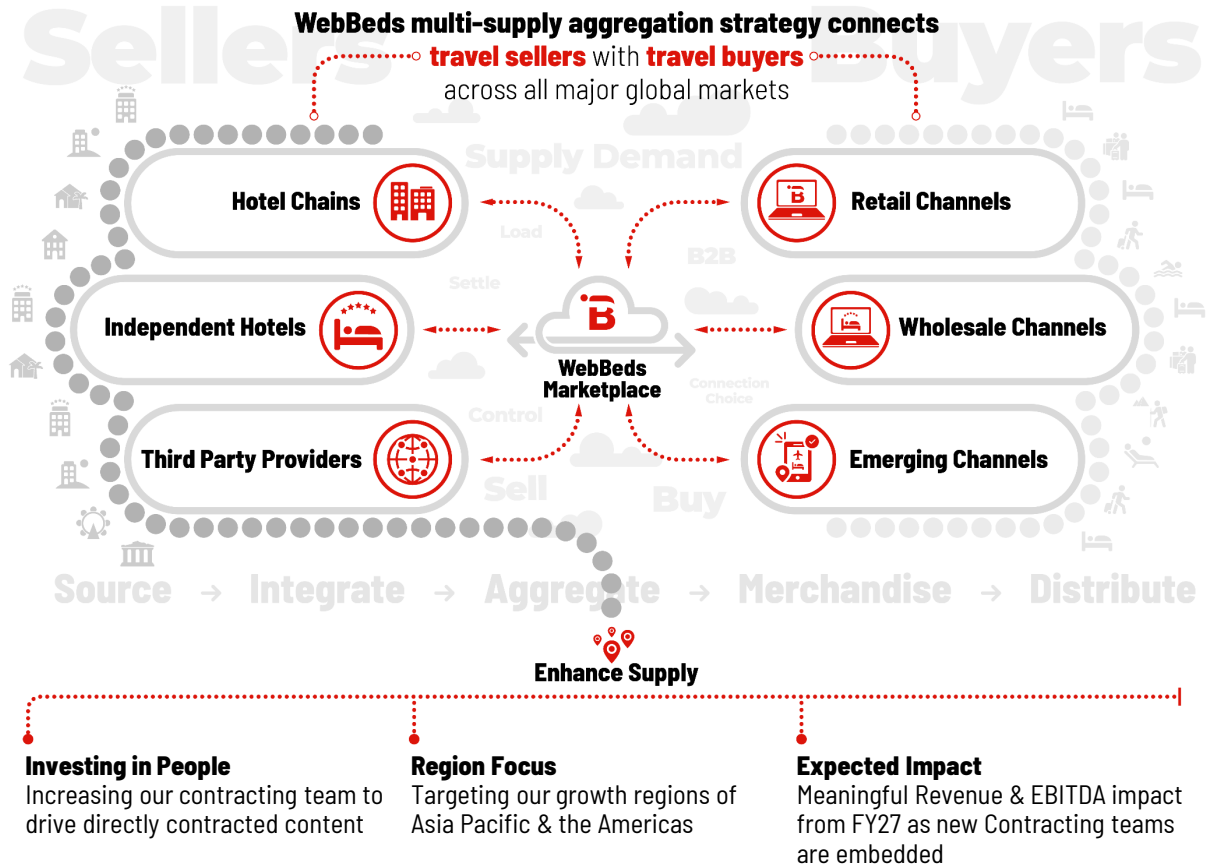 Sellers
Buyers
WebBeds multi-supply aggregation strategy connects
travel sellers with travel buyers
across all major global markets
Supply Demand
Hotel Chains
Retail Channels
Load
B2B
Settle
Independent Hotels
B
Wholesale Channels
WebBeds
Marketplace
Connection
Choice
Control
Third Party Providers
Emerging Channels
Sell
Buy
Source → Integrate → Aggregate → Merchandise → Distribute
Enhance Supply
Investing in People
Increasing our contracting team to
drive directly contracted content
Region Focus
Targeting our growth regions of
Asia Pacific & the Americas
Expected Impact
Meaningful Revenue & EBITDA impact
from FY27 as new Contracting teams
are embedded